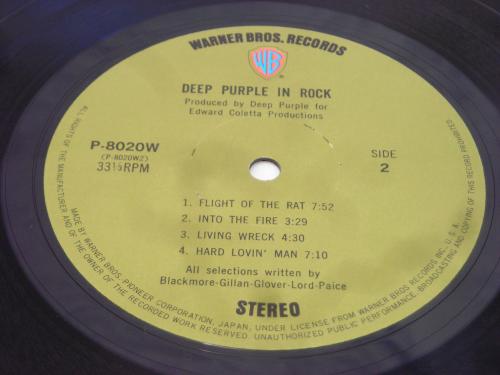 WARNER BROS. RECORDS
WB
DEEP PURPLE IN ROCK
Produced by Deep Purple for
Edward Coletta Productions
P-8020W
(P-8020W2)
33⅓RPM
SIDE
2
1. FLIGHT OF THE RAT 7:52
2. INTO THE FIRE 3:29
3. LIVING WRECK 4:30
4. HARD LOVIN' MAN 7:10
All selections written by
Blackmore-Gillan-Glover-Lord-Paice
STEREO
MADE BY WARNER BROS. PIONEER CORPORATION, JAPAN, UNDER LICENSE FROM WARNER BROS RECORDS INC., U.S.A.
ALL RIGHTS OF THE MANUFACTURER AND OF THE OWNER OF THE RECORDED WORK RESERVED. UNAUTHORIZED PUBLIC PERFORMANCE-BROADCASTING AND COPYING OF THIS RECORD PROHIBITED